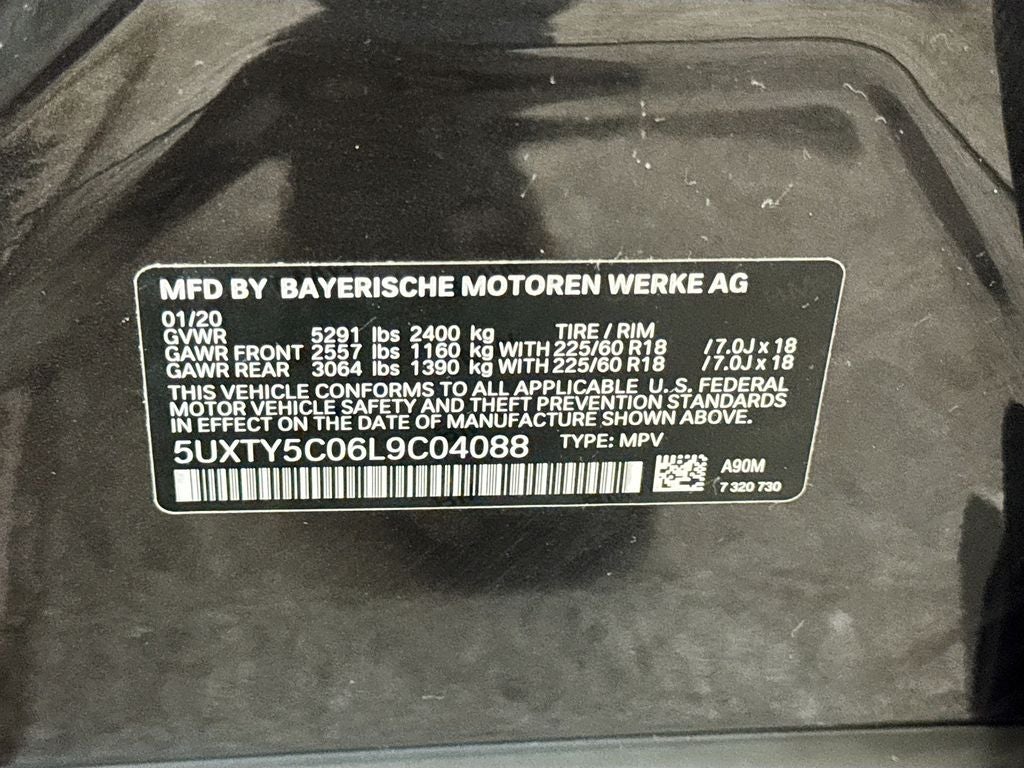 MFD BY BAYERISCHE MOTOREN WERKE AG
01/20
GVWR 5291 lbs 2400 kg TIRE / RIM
GAWR FRONT 2557 lbs 1160 kg WITH 225/60 R18 / 7.0J x 18
GAWR REAR 3064 lbs 1390 kg WITH 225/60 R18 / 7.0J x 18
THIS VEHICLE CONFORMS TO ALL APPLICABLE U.S. FEDERAL
MOTOR VEHICLE SAFETY AND THEFT PREVENTION STANDARDS
IN EFFECT ON THE DATE OF MANUFACTURE SHOWN ABOVE.
5UXTY5C06L9C04088 TYPE: MPV
A90M
7 320 730